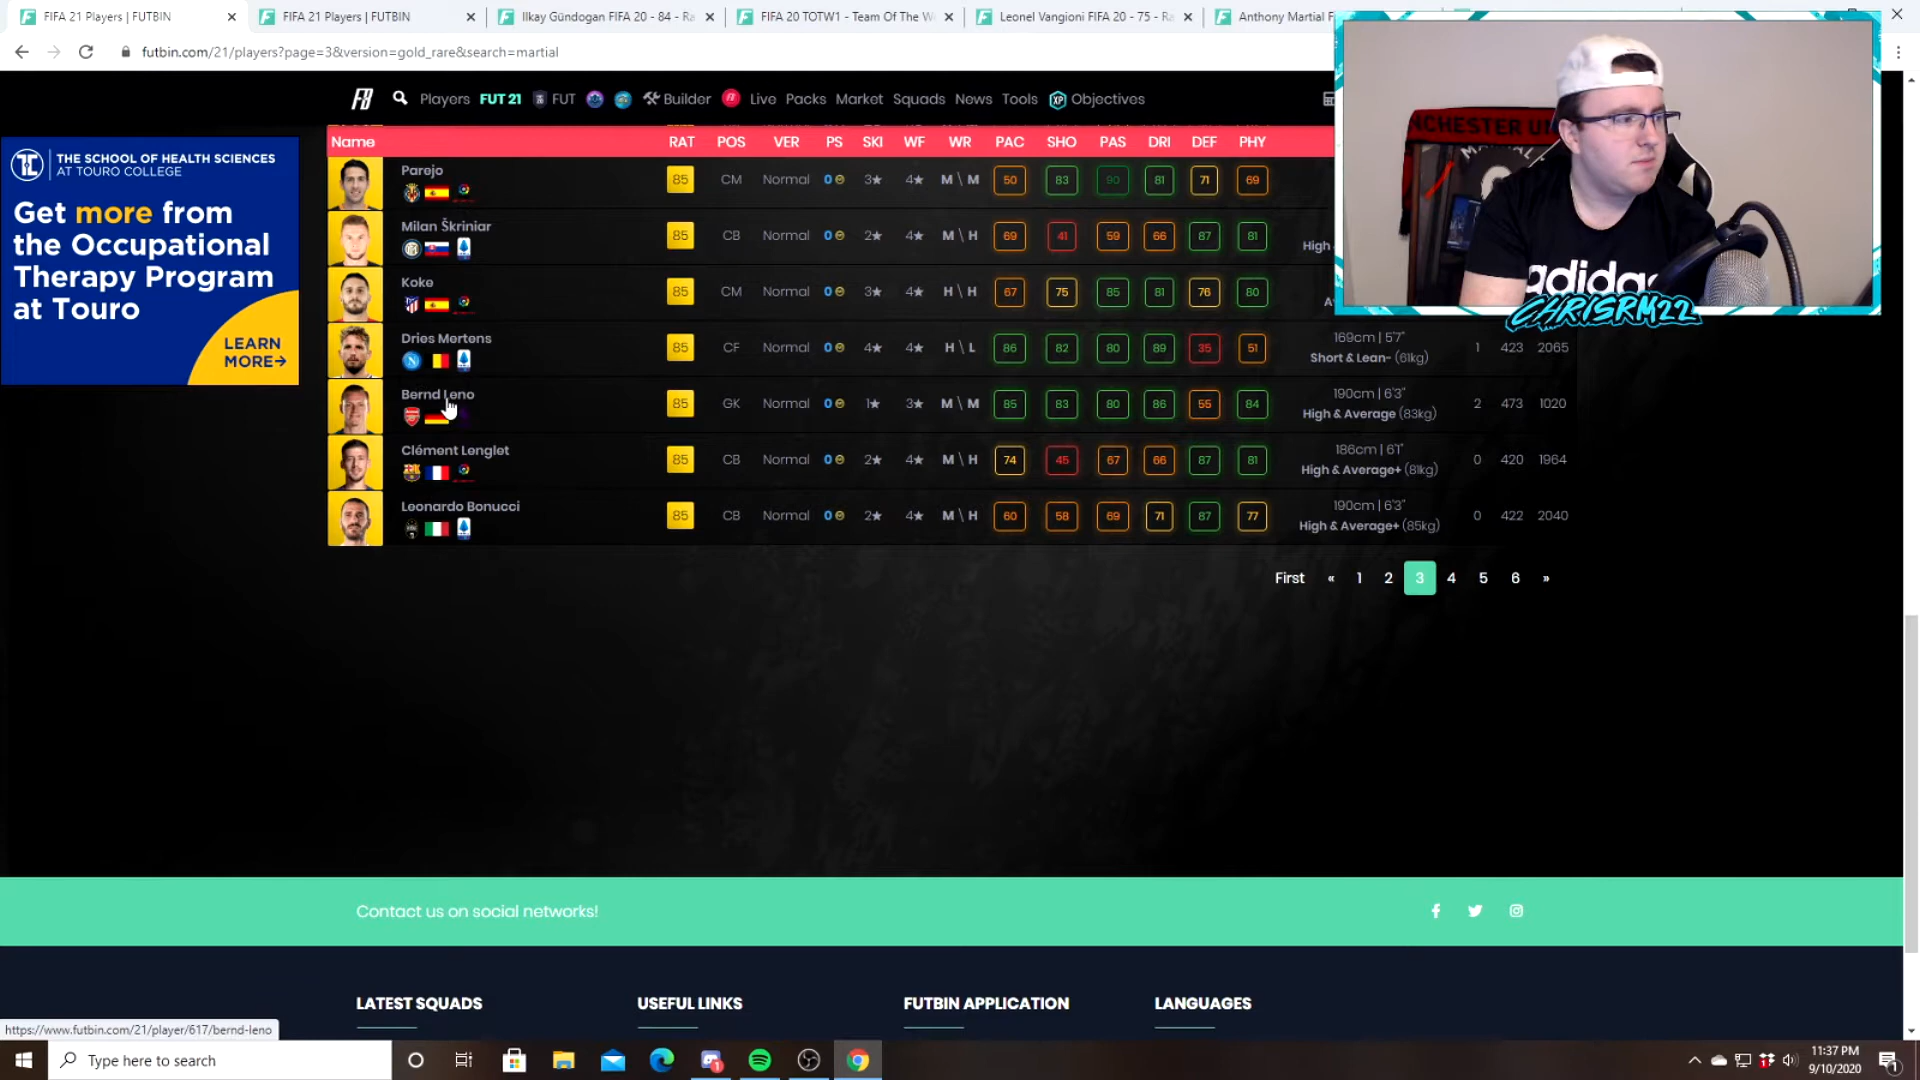 FIFA 21 Players | FUTBIN
FIFA 21 Players | FUTBIN
Ilkay Gündogan FIFA 20 - 84 - Ra
FIFA 20 TOTW1 - Team Of The W
Leonel Vangioni FIFA 20 - 75 - Ra
Anthony Martial F
futbin.com/21/players?page=3&version=gold_rare&search=martial
FB Players FUT 21 FUT Builder Live Packs Market Squads News Tools XP Objectives
THE SCHOOL OF HEALTH SCIENCES
AT TOURO COLLEGE
Get more from
the Occupational
Therapy Program
at Touro
LEARN
MORE→
Name RAT POS VER PS SKI WF WR PAC SHO PAS DRI DEF PHY
Parejo 85 CM Normal 0 3★ 4★ M \ M 50 83 90 81 71 69
Milan Škriniar 85 CB Normal 0 2★ 4★ M \ H 69 41 59 66 87 81 High
Koke 85 CM Normal 0 3★ 4★ H \ H 67 75 85 81 76 80
Dries Mertens 85 CF Normal 0 4★ 4★ H \ L 86 82 80 89 35 51 169cm | 5'7" 1 423 2065
Short & Lean- (61kg)
Bernd Leno 85 GK Normal 0 1★ 3★ M \ M 85 83 80 86 55 84 190cm | 6'3" 2 473 1020
High & Average (83kg)
Clément Lenglet 85 CB Normal 0 2★ 4★ M \ H 74 45 67 66 87 81 186cm | 6'1" 0 420 1964
High & Average+ (81kg)
Leonardo Bonucci 85 CB Normal 0 2★ 4★ M \ H 60 58 69 71 87 77 190cm | 6'3" 0 422 2040
High & Average+ (85kg)
First « 1 2 3 4 5 6 »
NCHESTER U
adidas
CHRISRM22
Contact us on social networks!
LATEST SQUADS
USEFUL LINKS
FUTBIN APPLICATION
LANGUAGES
https://www.futbin.com/21/player/617/bernd-leno
Type here to search
11:37 PM
9/10/2020